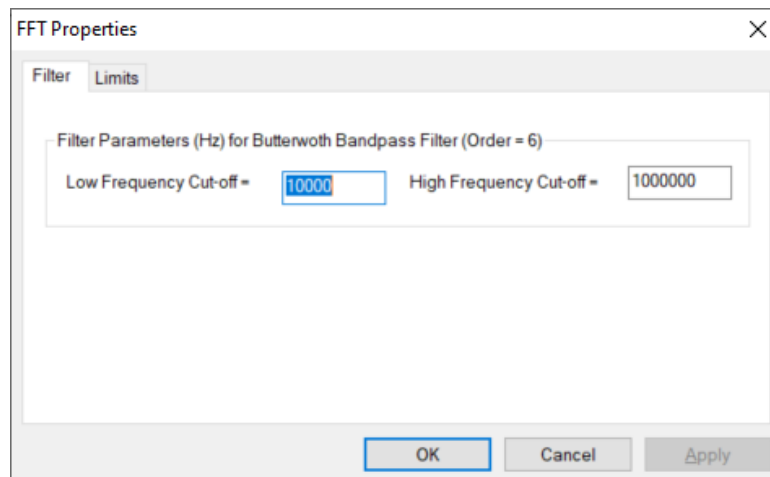 FFT Properties
Filter Limits
Filter Parameters (Hz) for Butterwoth Bandpass Filter (Order = 6)
Low Frequency Cut-off = 10000 High Frequency Cut-off = 1000000
OK Cancel Apply